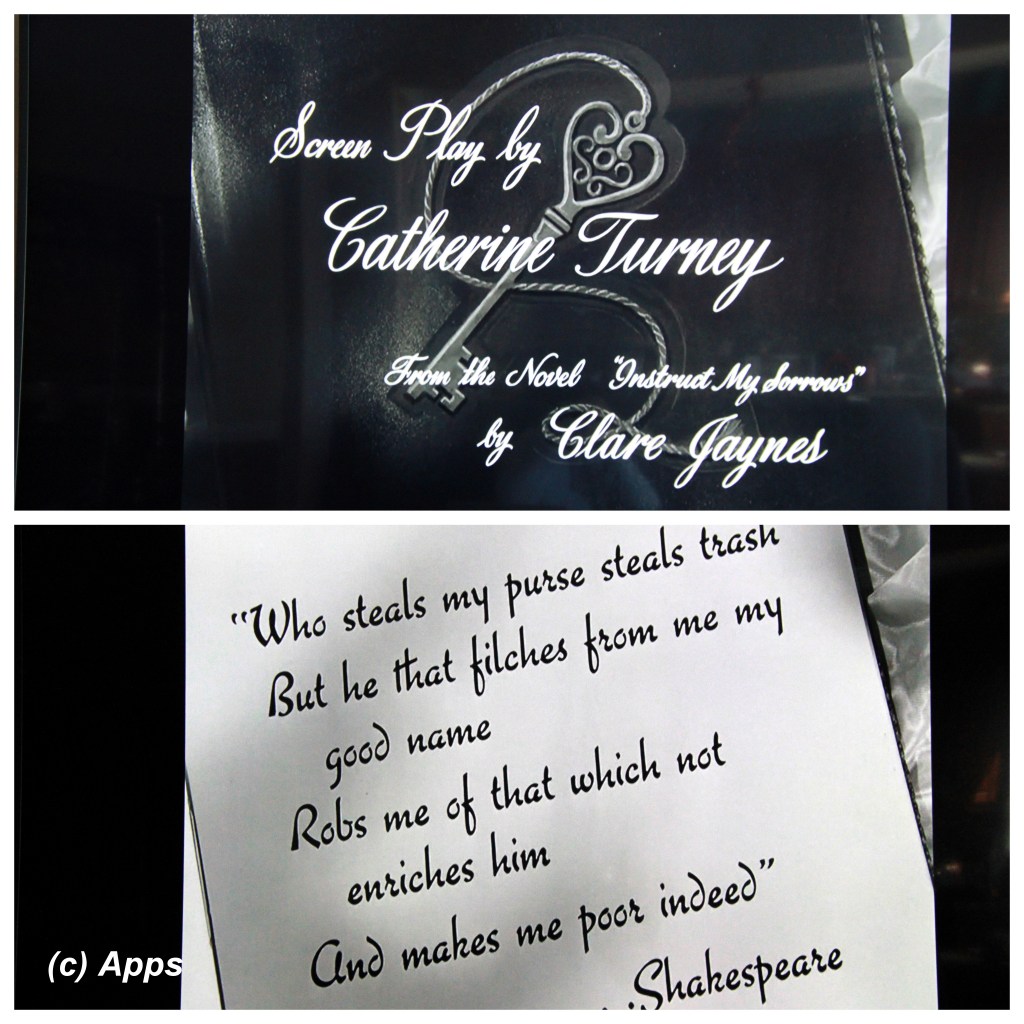 Screen Play by
Catherine Turney
From the Novel "Instruct My Sorrows"
by Clare Jaynes
"Who steals my purse steals trash
But he that filches from me my
good name
Robs me of that which not
enriches him
And makes me poor indeed"
Shakespeare
(c) Apps